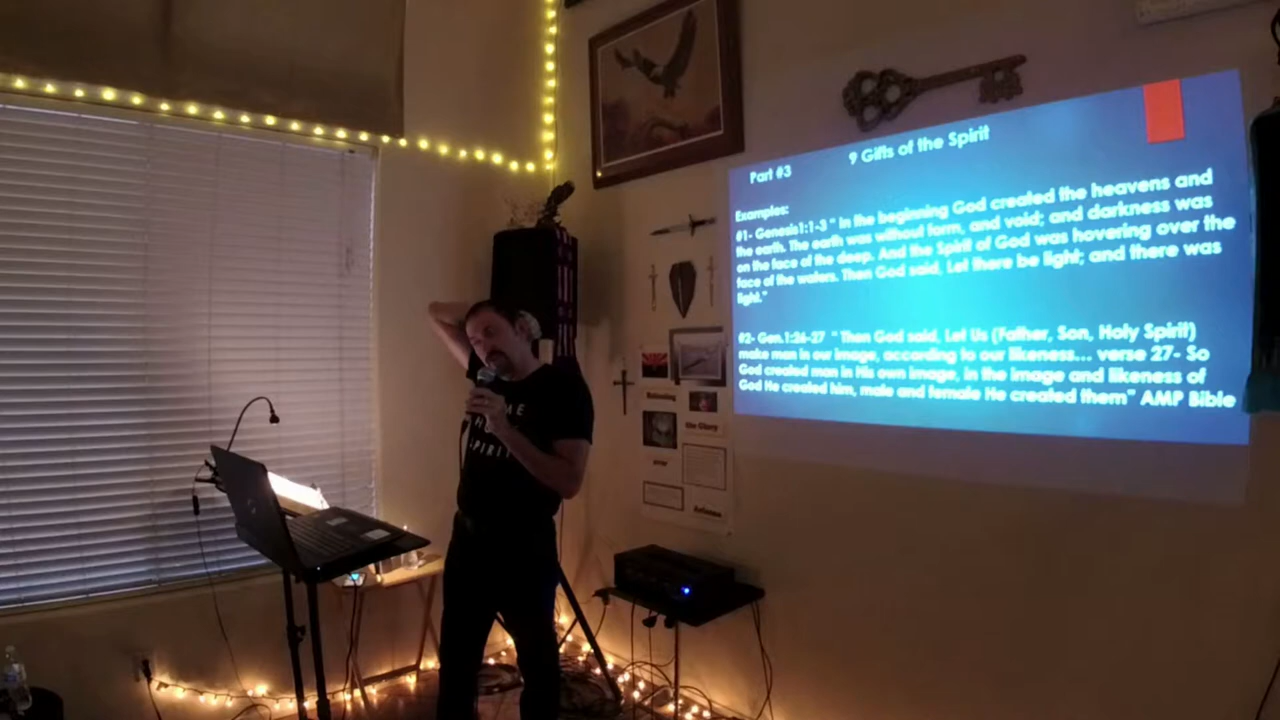 Part #3
9 Gifts of the Spirit
Examples:
#1- Genesis1:1-3 " In the beginning God created the heavens and
the earth. The earth was without form, and void; and darkness was
on the face of the deep. And the Spirit of God was hovering over the
face of the waters. Then God said, Let there be light; and there was
light."
#2- Gen.1:26-27 " Then God said, Let Us (Father, Son, Holy Spirit)
make man in our image, according to our likeness... verse 27- So
God created man in His own image, in the image and likeness of
God He created him, male and female He created them" AMP Bible
the Glory
over
Arizona
SPIRIT